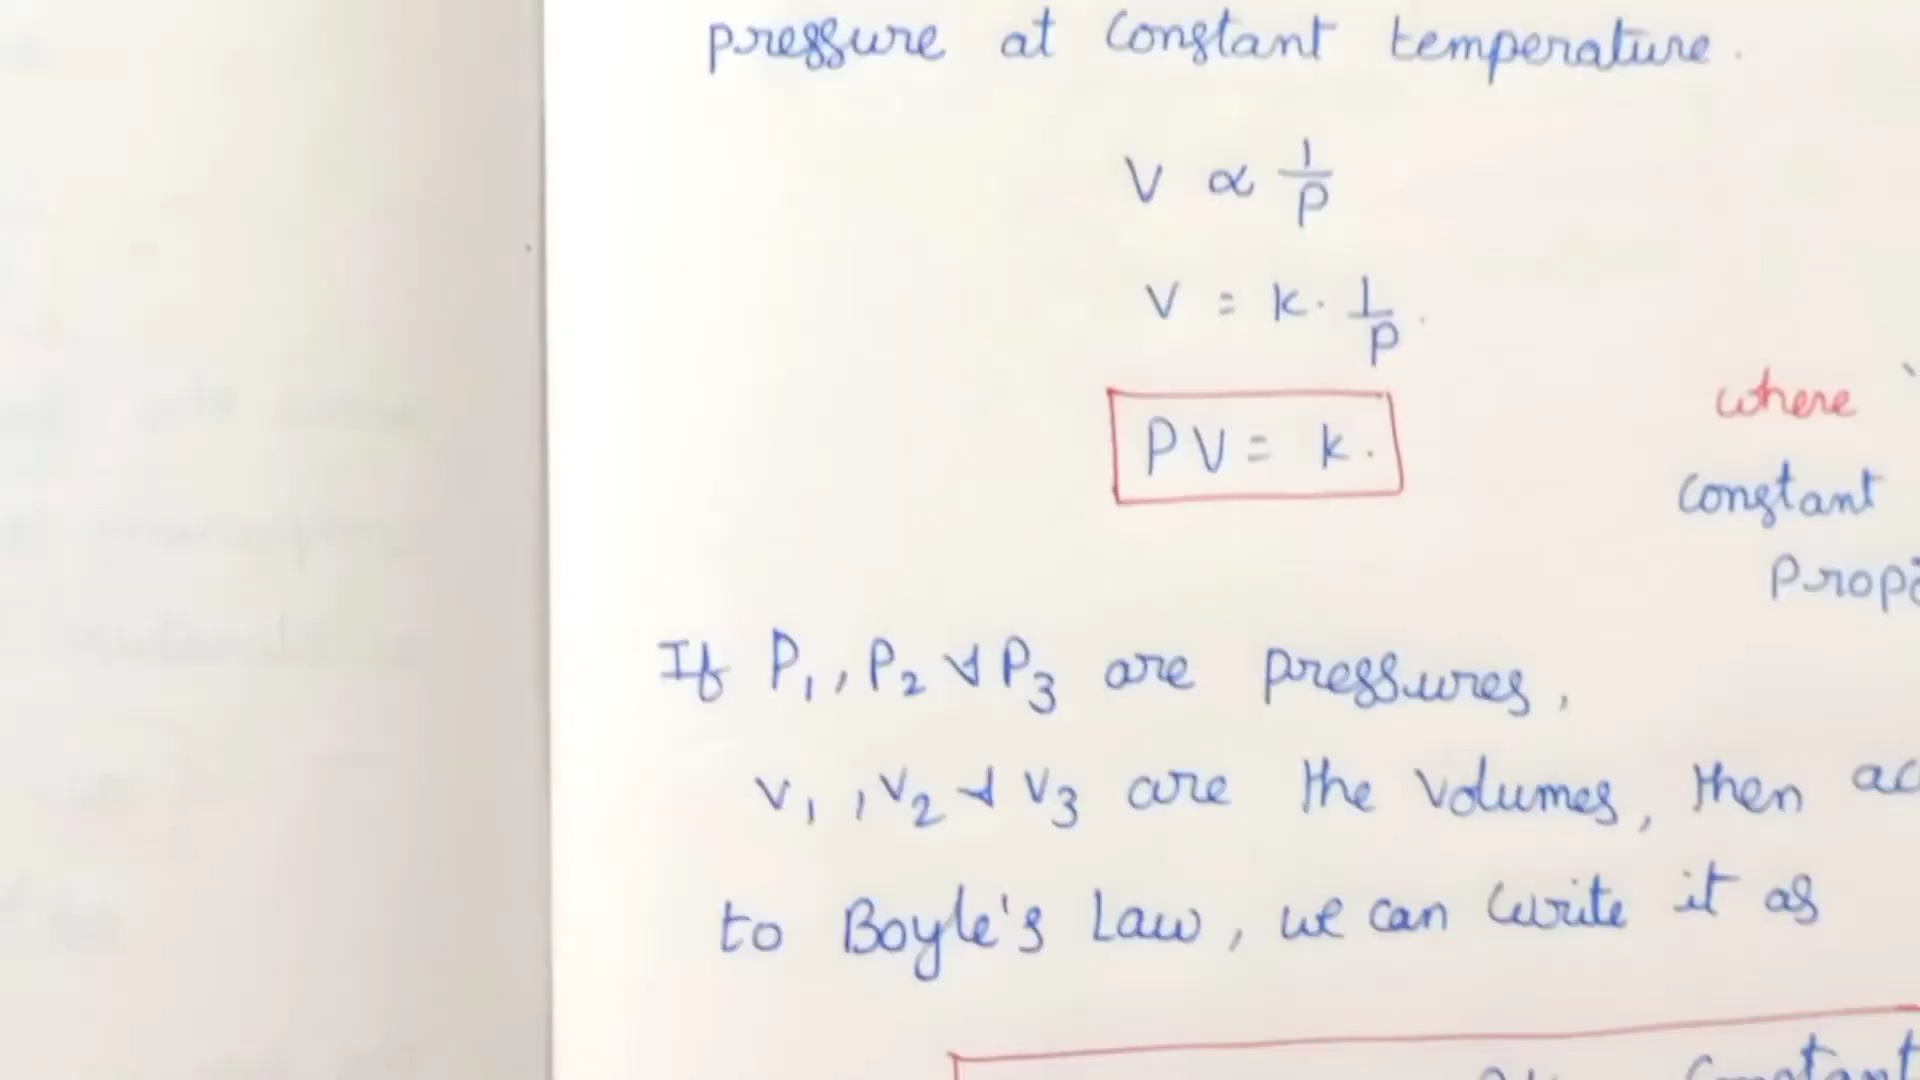 pressure at constant temperature.
V ∝ 1/P
V = k. 1/P.
PV = k.
where
constant
If P₁, P₂ & P₃ are pressures,
V₁, V₂ & V₃ are the volumes, then
to Boyle's Law, we can write it as
constant